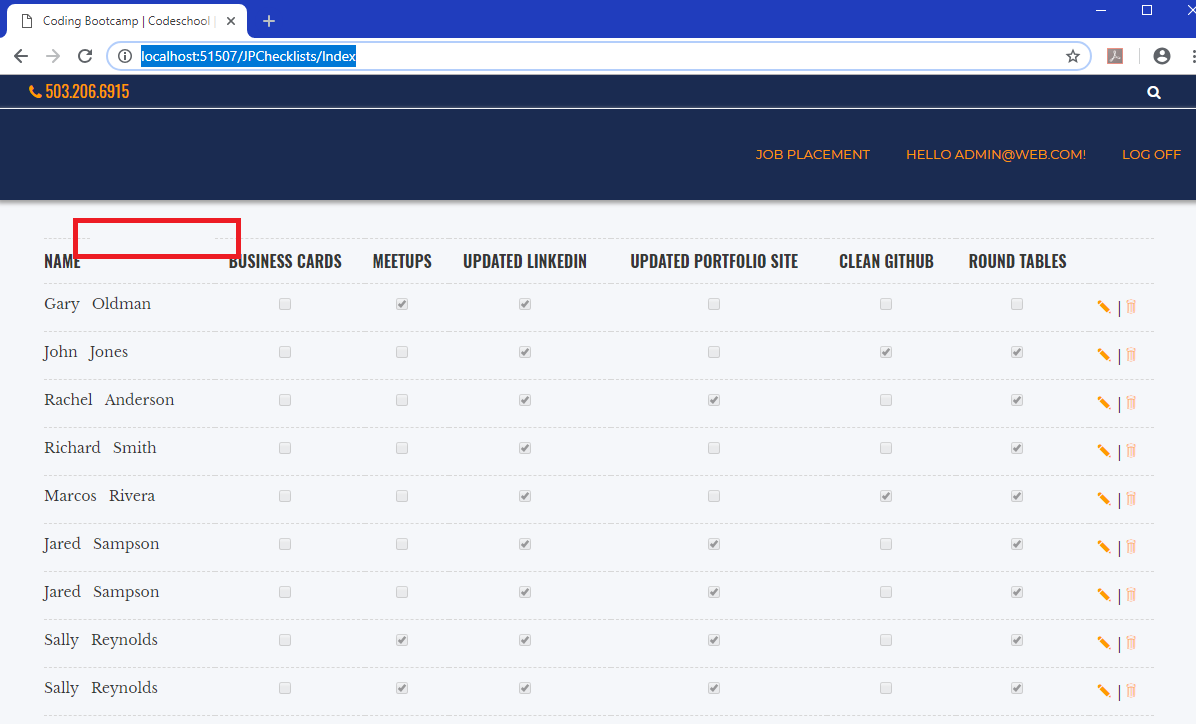 Coding Bootcamp | Codeschool |
localhost:51507/JPChecklists/Index
503.206.6915
JOB PLACEMENT HELLO ADMIN@WEB.COM! LOG OFF
NAME BUSINESS CARDS MEETUPS UPDATED LINKEDIN UPDATED PORTFOLIO SITE CLEAN GITHUB ROUND TABLES
Gary Oldman |
John Jones |
Rachel Anderson |
Richard Smith |
Marcos Rivera |
Jared Sampson |
Jared Sampson |
Sally Reynolds |
Sally Reynolds |